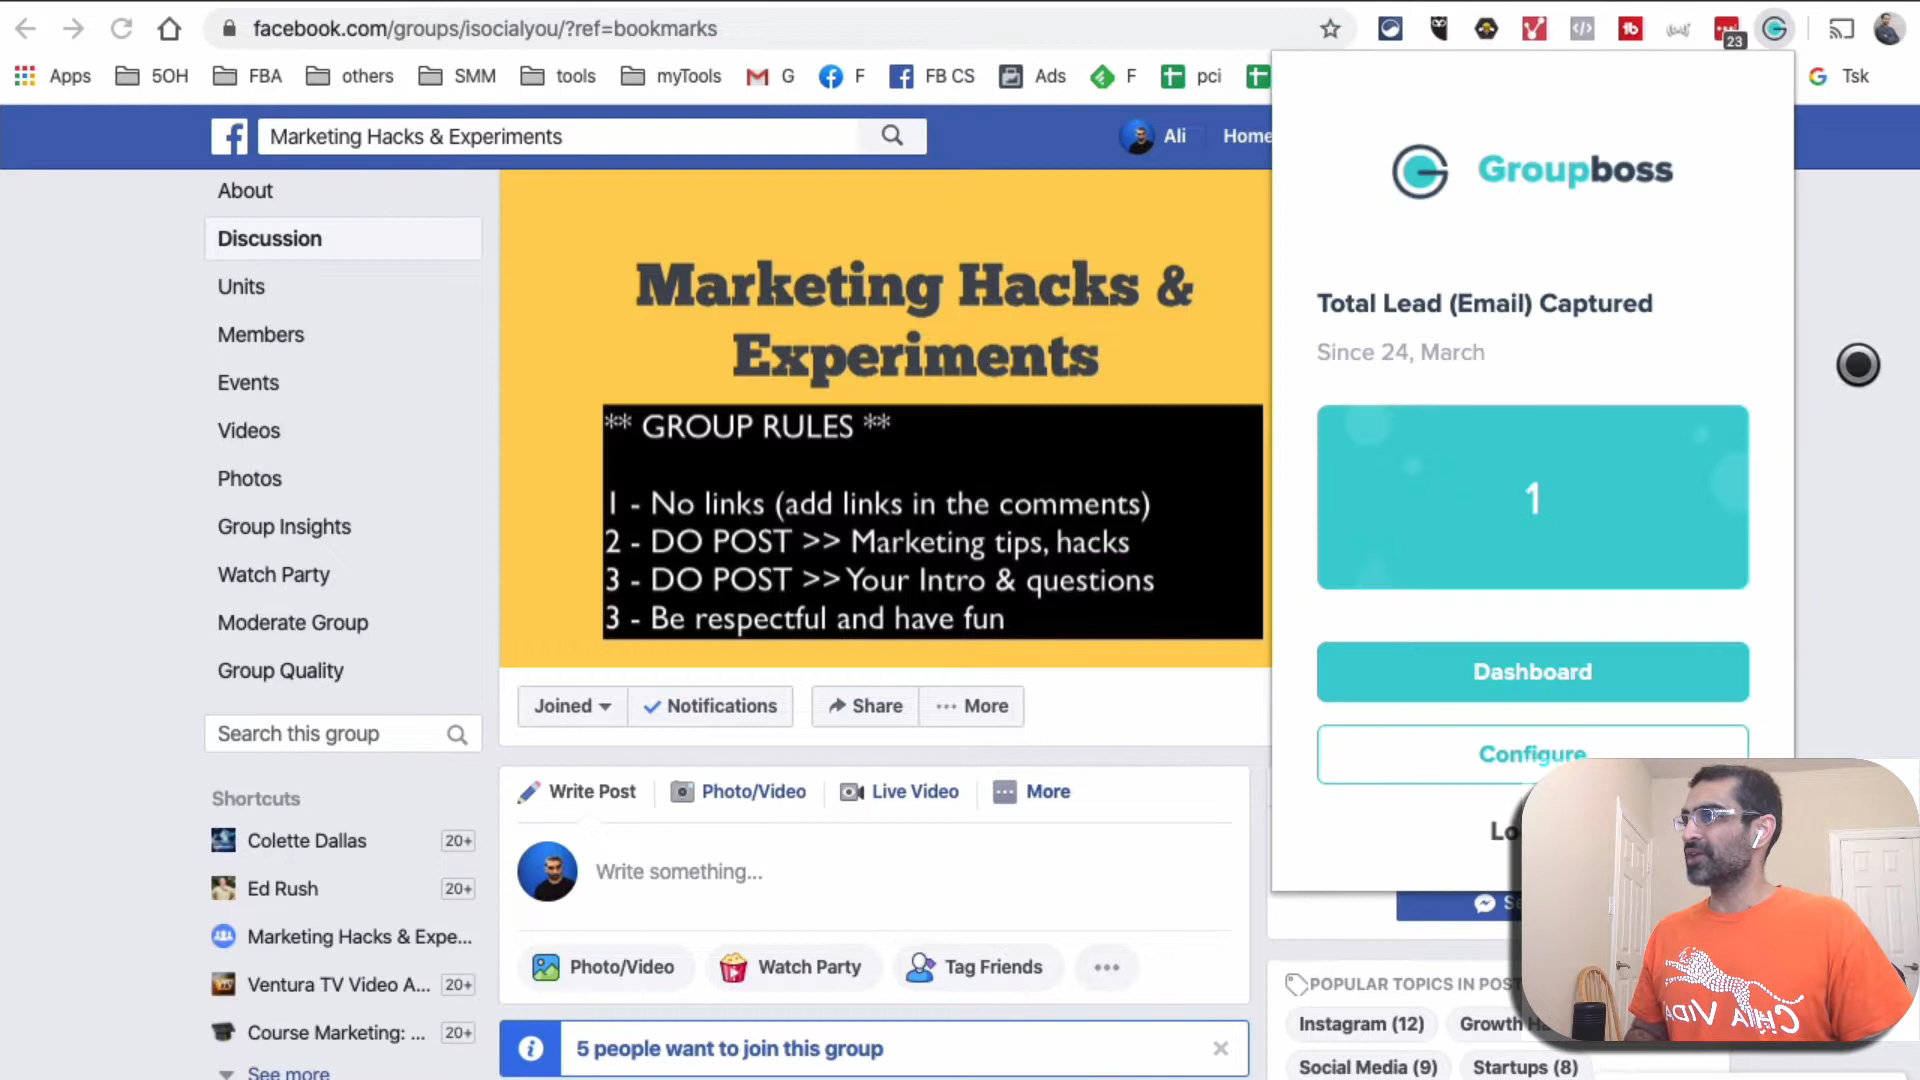 facebook.com/groups/isocialyou/?ref=bookmarks
23
Apps
5OH
FBA
others
SMM
tools
myTools
G
F
FB CS
Ads
F
pci
Tsk
Marketing Hacks & Experiments
Ali
Home
About
Discussion
Units
Members
Events
Videos
Photos
Group Insights
Watch Party
Moderate Group
Group Quality
Search this group
Shortcuts
Colette Dallas 20+
Ed Rush 20+
Marketing Hacks & Expe...
Ventura TV Video A... 20+
Course Marketing: ... 20+
See more
Marketing Hacks &
Experiments
** GROUP RULES **
1 - No links (add links in the comments)
2 - DO POST >> Marketing tips, hacks
3 - DO POST >> Your Intro & questions
3 - Be respectful and have fun
Joined
Notifications
Share
More
Write Post
Photo/Video
Live Video
More
Write something...
Photo/Video
Watch Party
Tag Friends
5 people want to join this group
Groupboss
Total Lead (Email) Captured
Since 24, March
1
Dashboard
Configure
Lo
Se
POPULAR TOPICS IN POST
Instagram (12)
Growth H
Social Media (9)
Startups (8)
CHIA VIDA